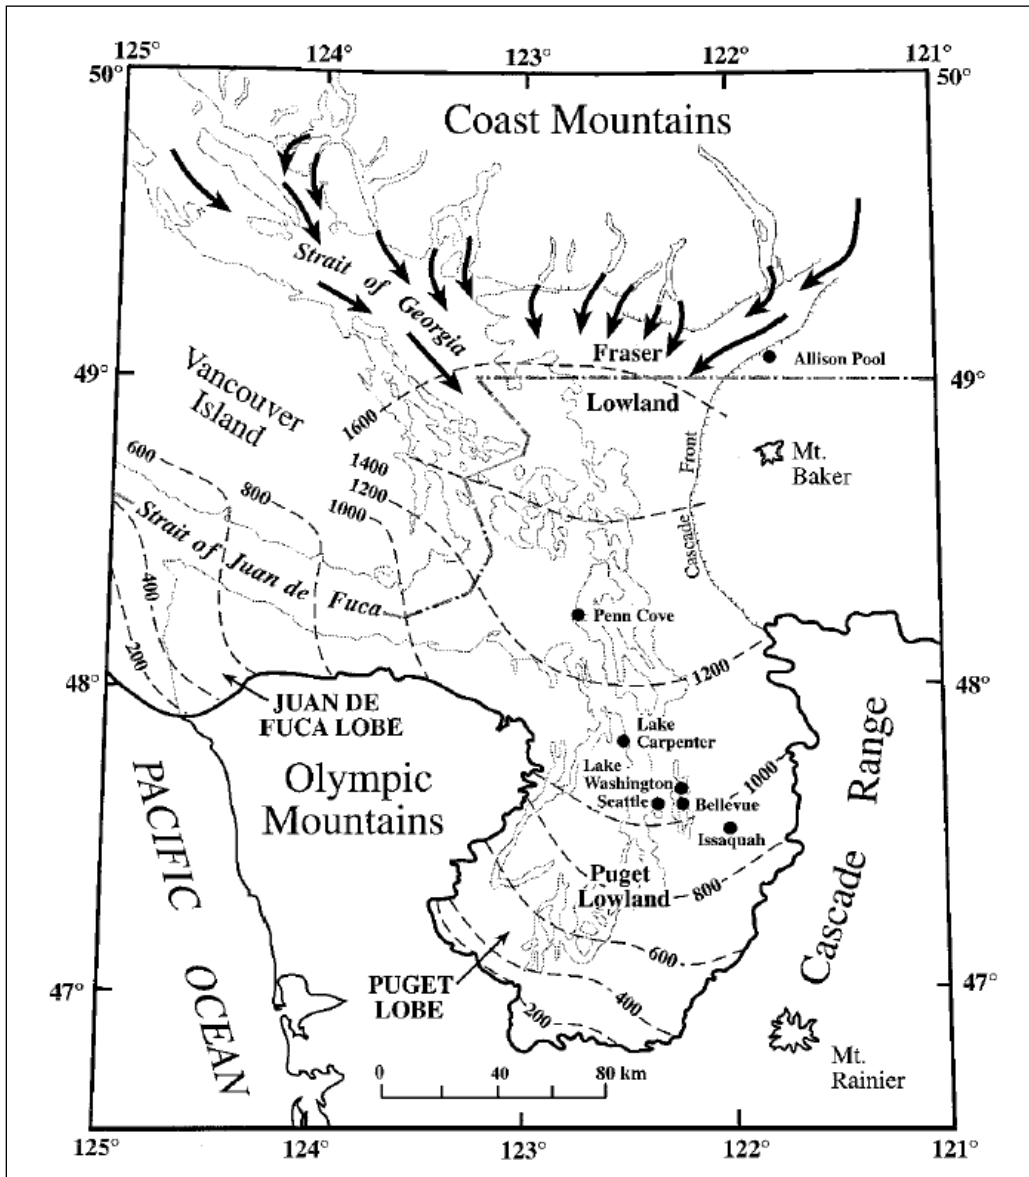 125°
124°
123°
122°
121°
50°
50°
Coast Mountains
Strait of Georgia
Fraser
Allison Pool
49°
49°
Lowland
Vancouver
Island
1600
Front
Cascade
Mt.
Baker
600
800
1400
1200
1000
Strait of Juan de Fuca
400
200
Penn Cove
1200
48°
48°
JUAN DE
FUCA LOBE
Lake
Carpenter
Lake
Washington
Seattle
Bellevue
Issaquah
1000
Olympic
Mountains
PACIFIC
OCEAN
Cascade Range
Puget
Lowland
800
600
PUGET
LOBE
400
200
47°
47°
0
40
80 km
Mt.
Rainier
125°
124°
123°
122°
121°